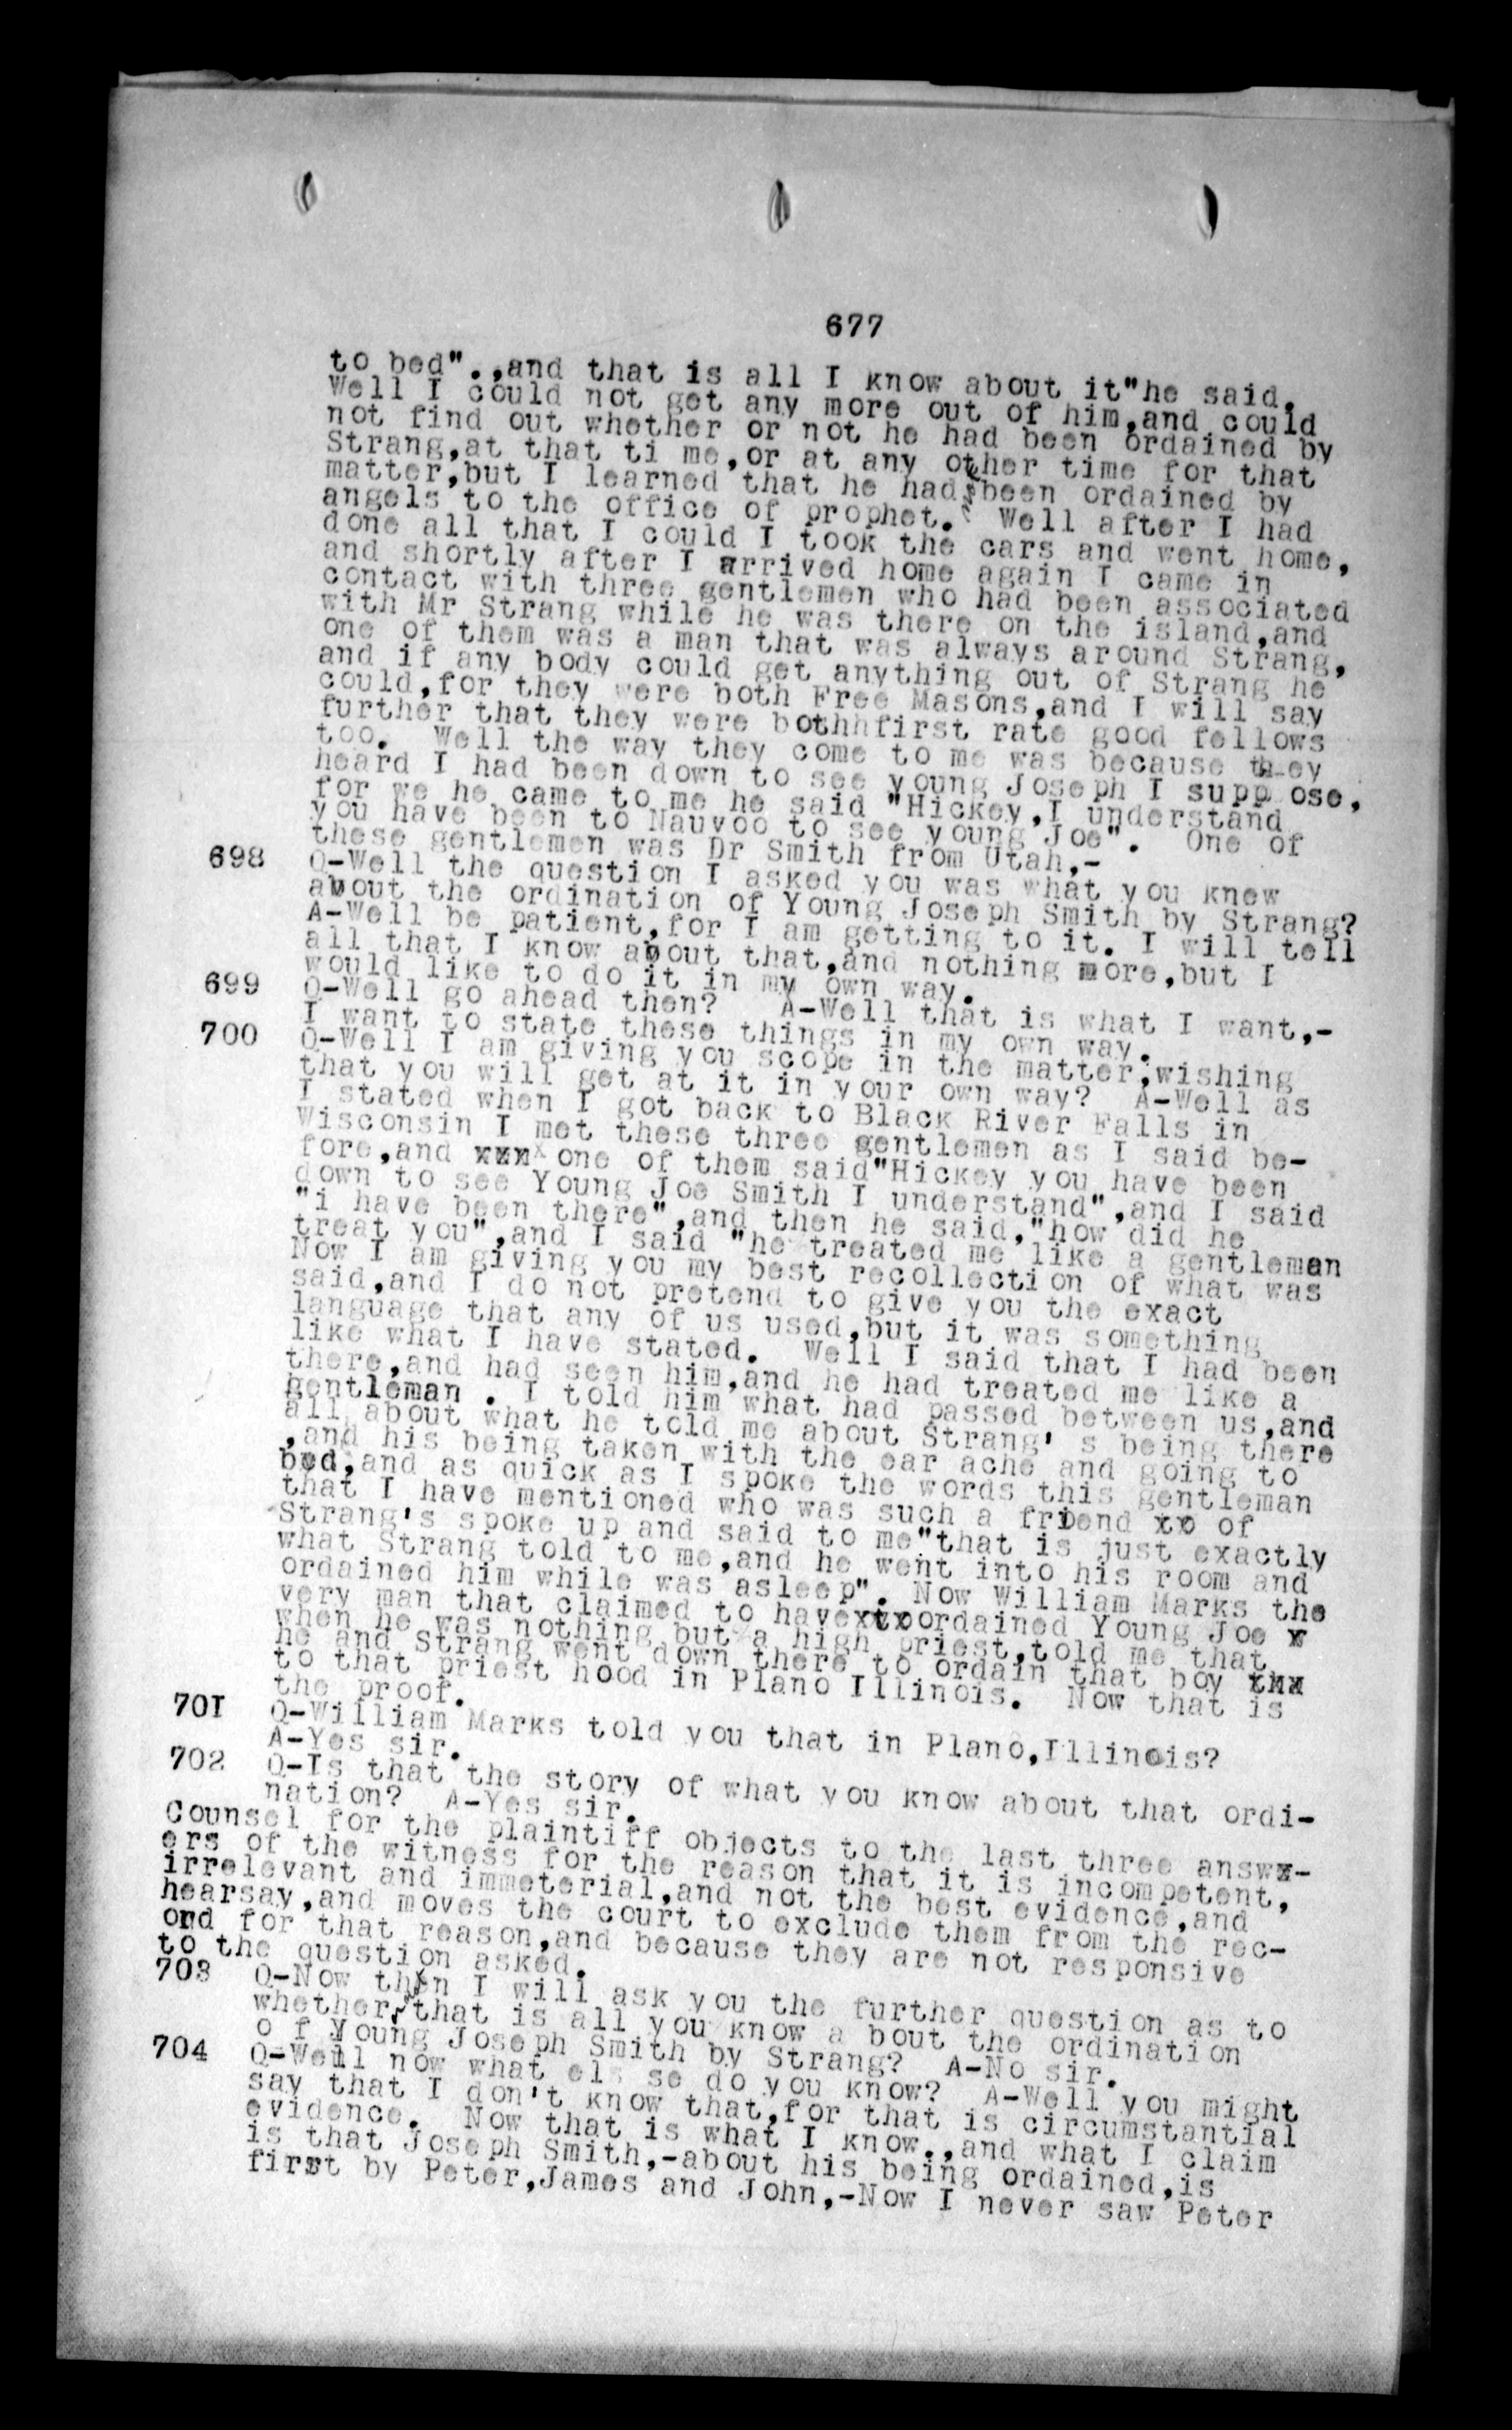 677
to bed".,and that is all I know about it"he said.
Well I could not get any more out of him,and could
not find out whether or not he had been ordained by
Strang,at that ti me,or at any other time for that
matter,but I learned that he had been ordained by
angels to the office of prophet. Well after I had
done all that I could I took the cars and went home,
and shortly after I arrived home again I came in
contact with three gentlemen who had been associated
with Mr Strang while he was there on the island,and
one of them was a man that was always around Strang,
and if any body could get anything out of Strang he
could,for they were both Free Masons,and I will say
further that they were bothhfirst rate good fellows
too. Well the way they come to me was because they
heard I had been down to see young Joseph I supp ose,
for we he came to me he said "Hickey,I understand
you have been to Nauvoo to see young Joe". One of
these gentlemen was Dr Smith from Utah,-
698 Q-Well the question I asked you was what you knew
about the ordination of Young Joseph Smith by Strang?
A-Well be patient,for I am getting to it. I will tell
all that I know about that,and nothing more,but I
would like to do it in my own way.
699 Q-Well go ahead then? A-Well that is what I want,-
I want to state these things in my own way.
700 Q-Well I am giving you scope in the matter;wishing
that you will get at it in your own way? A-Well as
I stated when I got back to Black River Falls in
Wisconsin I met these three gentlemen as I said be-
fore,and xxxx one of them said"Hickey you have been
down to see Young Joe Smith I understand",and I said
"i have been there",and then he said,"how did he
treat you",and I said "he treated me like a gentleman
Now I am giving you my best recollection of what was
said,and I do not pretend to give you the exact
language that any of us used,but it was something
like what I have stated. Well I said that I had been
there,and had seen him,and he had treated me like a
gentleman . I told him what had passed between us,and
all about what he told me about Strang' s being there
,and his being taken with the ear ache and going to
bed,and as quick as I spoke the words this gentleman
that I have mentioned who was such a friend xx of
Strang's spoke up and said to me"that is just exactly
what Strang told to me,and he went into his room and
ordained him while was asleep". Now William Marks the
very man that claimed to havextxordained Young Joe x
when he was nothing but a high priest,told me that
he and Strang went down there to ordain that boy txx
to that priest hood in Plano Illinois. Now that is
the proof.
701 Q-William Marks told you that in Plano,Illinois?
A-Yes sir.
702 Q-Is that the story of what you know about that ordi-
nation? A-Yes sir.
Counsel for the plaintiff objects to the last three answx-
ers of the witness for the reason that it is incompetent,
irrelevant and immeterial,and not the best evidence,and
hearsay,and moves the court to exclude them from the rec-
ord for that reason,and because they are not responsive
to the question asked.
703 Q-Now then I will ask you the further question as to
whether that is all you know a bout the ordination
o f Young Joseph Smith by Strang? A-No sir.
704 Q-Well now what els se do you know? A-Well you might
say that I don't know that,for that is circumstantial
evidence. Now that is what I know.,and what I claim
is that Joseph Smith,-about his being ordained,is
first by Peter,James and John,-Now I never saw Peter